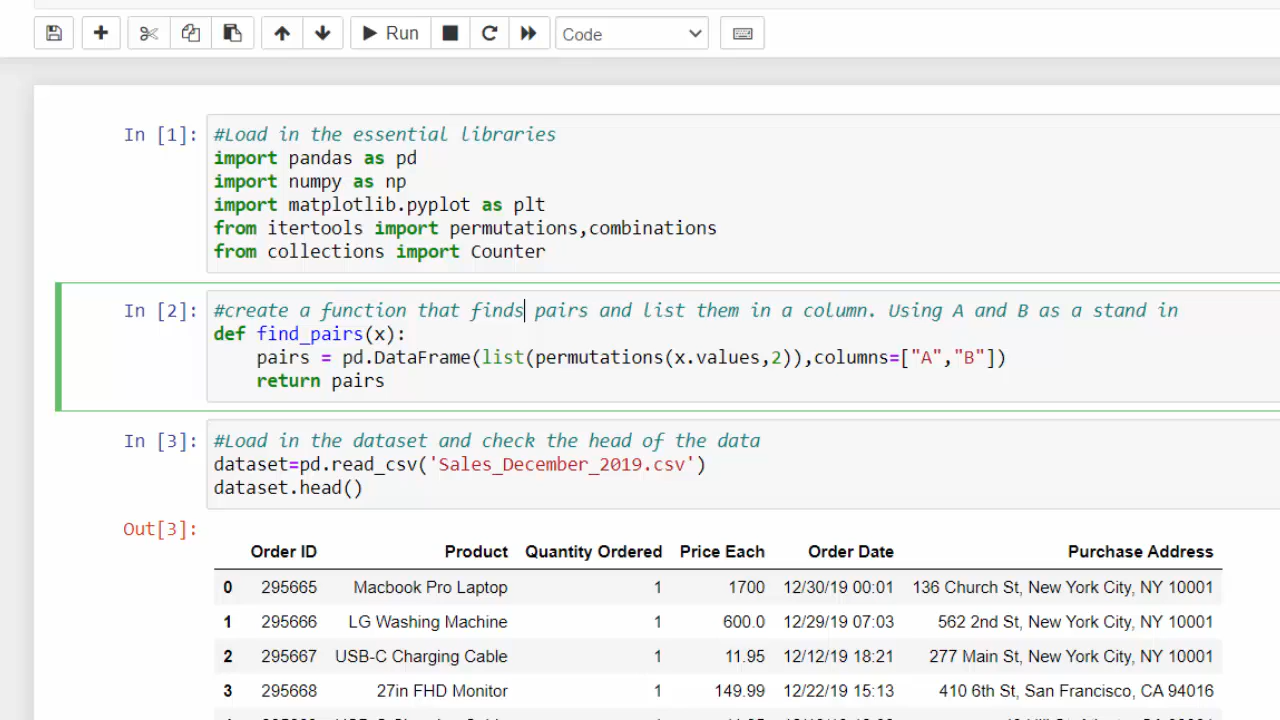 Run
Code
In [1]:
#Load in the essential libraries
import pandas as pd
import numpy as np
import matplotlib.pyplot as plt
from itertools import permutations,combinations
from collections import Counter
In [2]:
#create a function that finds pairs and list them in a column. Using A and B as a stand in
def find_pairs(x):
    pairs = pd.DataFrame(list(permutations(x.values,2)),columns=["A","B"])
    return pairs
In [3]:
#Load in the dataset and check the head of the data
dataset=pd.read_csv('Sales_December_2019.csv')
dataset.head()
Out[3]:
Order ID Product Quantity Ordered Price Each Order Date Purchase Address
0 295665 Macbook Pro Laptop 1 1700 12/30/19 00:01 136 Church St, New York City, NY 10001
1 295666 LG Washing Machine 1 600.0 12/29/19 07:03 562 2nd St, New York City, NY 10001
2 295667 USB-C Charging Cable 1 11.95 12/12/19 18:21 277 Main St, New York City, NY 10001
3 295668 27in FHD Monitor 1 149.99 12/22/19 15:13 410 6th St, San Francisco, CA 94016